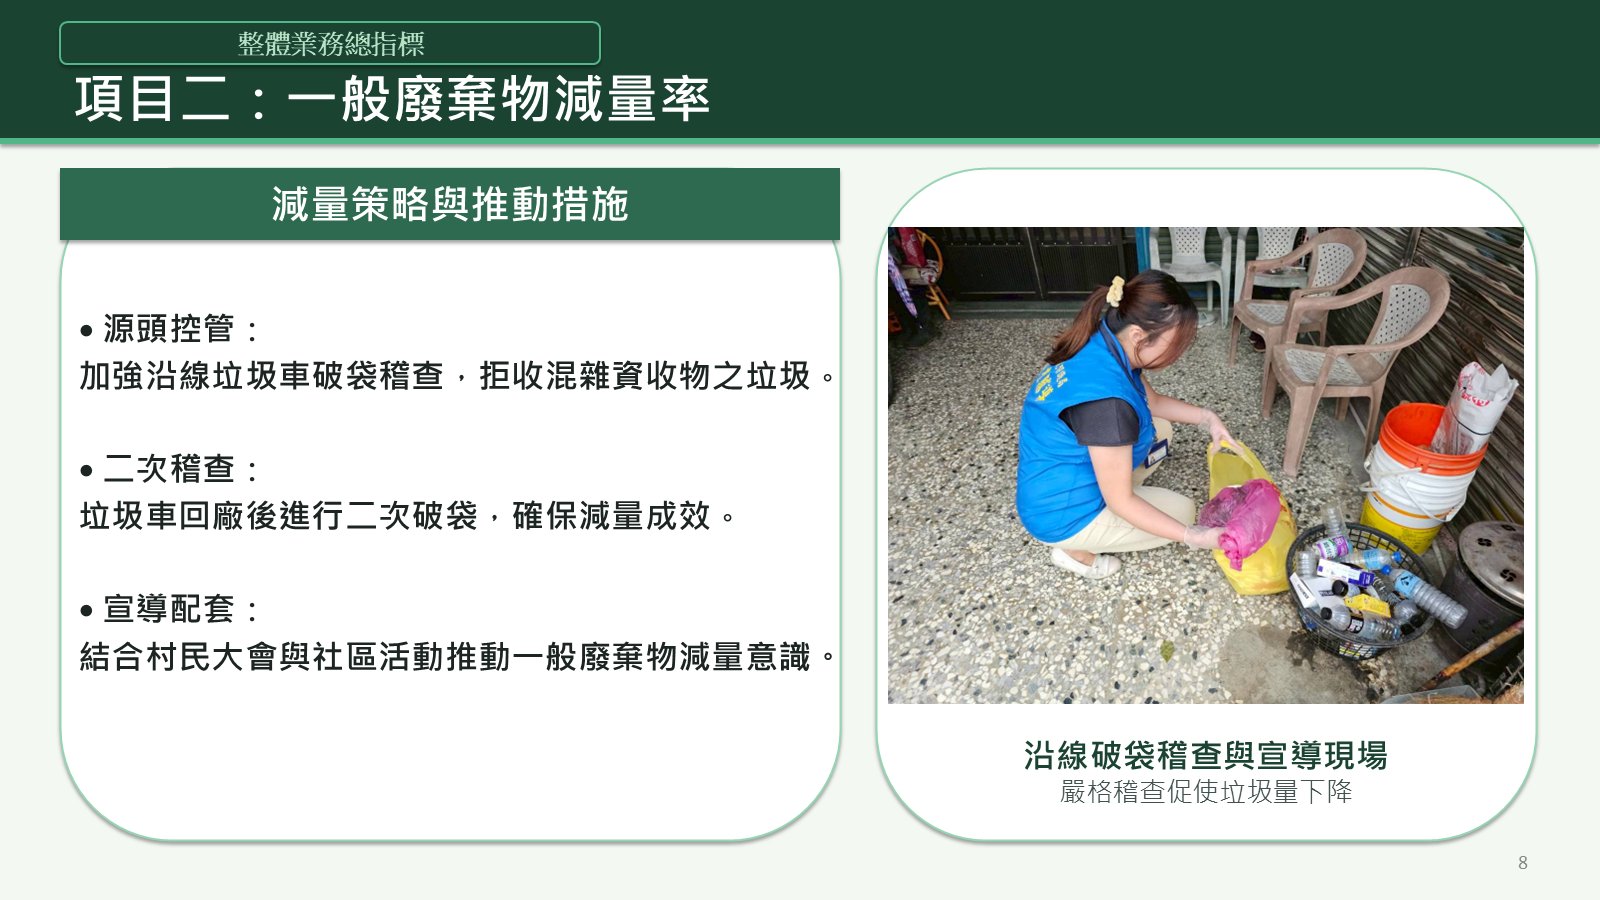 整體業務總指標
項目二：一般廢棄物減量率
減量策略與推動措施
• 源頭控管：
加強沿線垃圾車破袋稽查，拒收混雜資收物之垃圾。
• 二次稽查：
垃圾車回廠後進行二次破袋，確保減量成效。
• 宣導配套：
結合村民大會與社區活動推動一般廢棄物減量意識。
沿線破袋稽查與宣導現場
嚴格稽查促使垃圾量下降
8